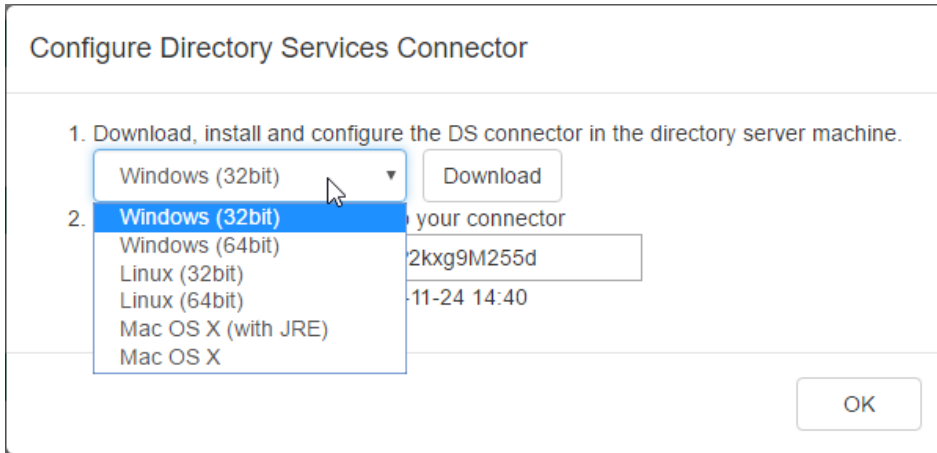 Configure Directory Services Connector
1. Download, install and configure the DS connector in the directory server machine.
Windows (32bit) Download
2. your connector
Windows (32bit)
Windows (64bit)
Linux (32bit)
Linux (64bit)
Mac OS X (with JRE)
Mac OS X
2kxg9M255d
-11-24 14:40
OK